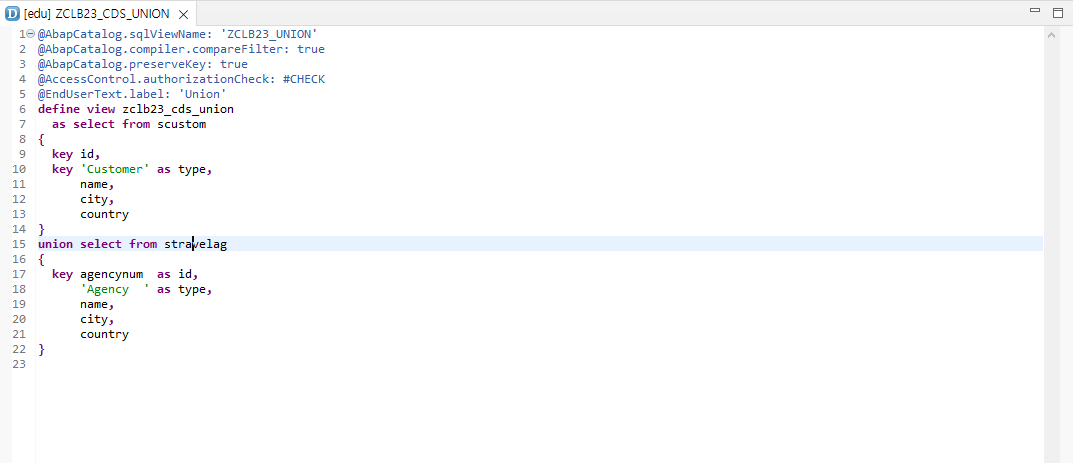 [edu] ZCLB23_CDS_UNION
1 @AbapCatalog.sqlViewName: 'ZCLB23_UNION'
2 @AbapCatalog.compiler.compareFilter: true
3 @AbapCatalog.preserveKey: true
4 @AccessControl.authorizationCheck: #CHECK
5 @EndUserText.label: 'Union'
6 define view zclb23_cds_union
7   as select from scustom
8 {
9   key id,
10   key 'Customer' as type,
11       name,
12       city,
13       country
14 }
15 union select from stravelag
16 {
17   key agencynum  as id,
18       'Agency  ' as type,
19       name,
20       city,
21       country
22 }
23